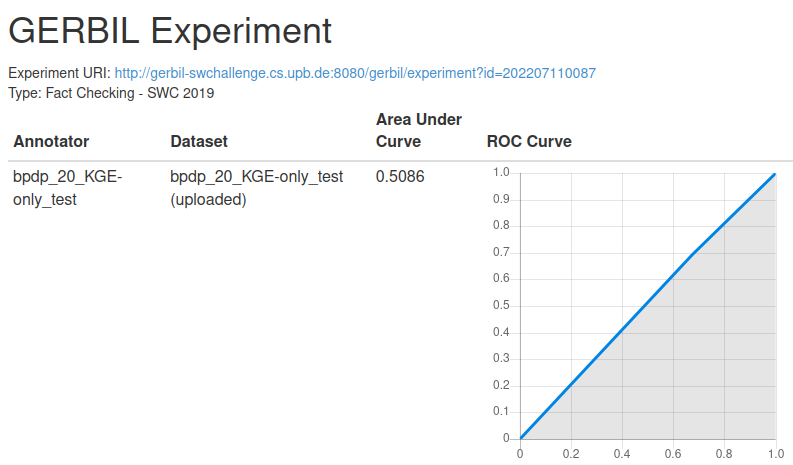 GERBIL Experiment
Experiment URI: http://gerbil-swchallenge.cs.upb.de:8080/gerbil/experiment?id=202207110087
Type: Fact Checking - SWC 2019
Annotator Dataset Area Under Curve ROC Curve
bpdp_20_KGE-only_test bpdp_20_KGE-only_test (uploaded) 0.5086
1.0
0.9
0.8
0.7
0.6
0.5
0.4
0.3
0.2
0.1
0
0 0.2 0.4 0.6 0.8 1.0